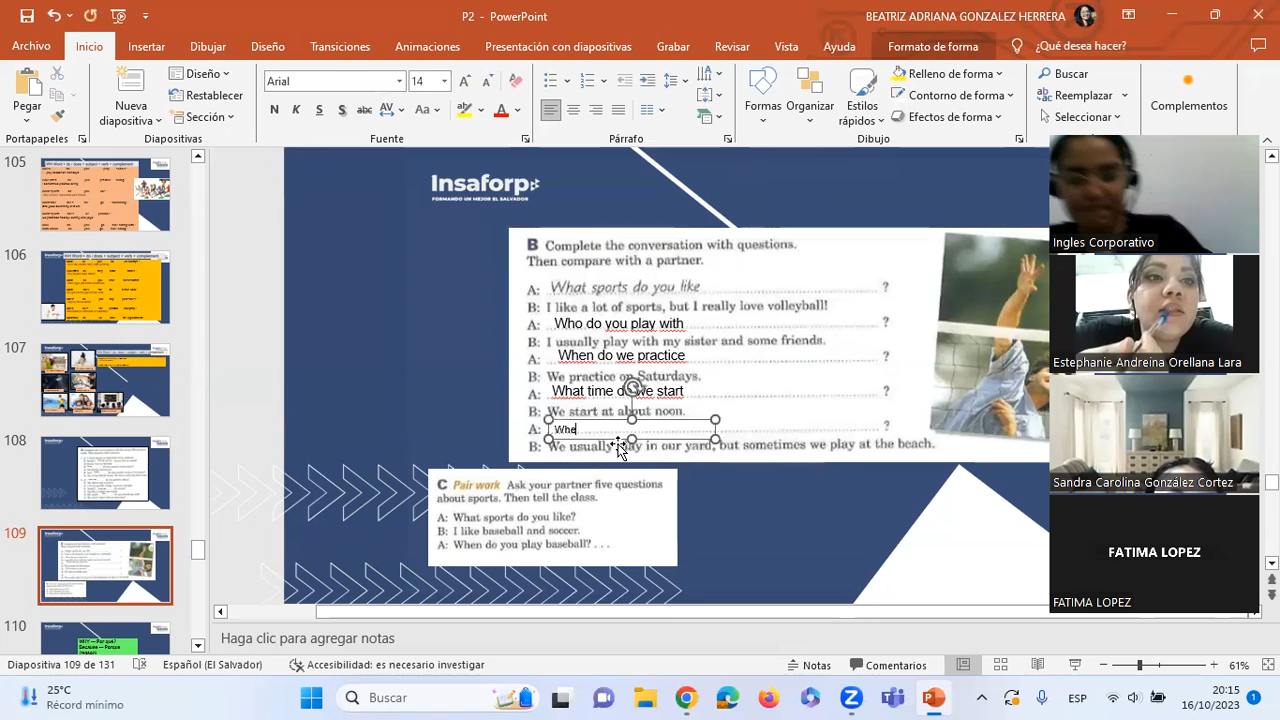 P2 - PowerPoint
BEATRIZ ADRIANA GONZALEZ HERRERA
Archivo Inicio Insertar Dibujar Diseño Transiciones Animaciones Presentación con diapositivas Grabar Revisar Vista Ayuda Formato de forma ¿Qué desea hacer?
Pegar
Portapapeles
Nueva
diapositiva
Diseño
Restablecer
Sección
Diapositivas
Arial 14
N K S S abc AV Aa A
Fuente
Párrafo
Formas Organizar Estilos
rápidos
Relleno de forma
Contorno de forma
Efectos de forma
Dibujo
Buscar
Reemplazar
Seleccionar
Complementos
105
106
107
108
109
110
Insaforp
FORMANDO UN MEJOR EL SALVADOR
B Complete the conversation with questions.
Then compare with a partner.
What sports do you like ?
I like a lot of sports, but I really love volleyball!
A: Who do you play with ?
B: I usually play with my sister and some friends.
A: When do we practice ?
B: We practice on Saturdays.
A: What time do we start ?
B: We start at about noon.
A: Whe ?
B: We usually play in our yard, but sometimes we play at the beach.
C Pair work Ask your partner five questions
about sports. Then tell the class.
A: What sports do you like?
B: I like baseball and soccer.
A: When do you play baseball? . . .
Ingles Corporativo
Estephanie Andreina Orellana Lara
Sandra Carolina González Cortez
FATIMA LOPEZ
FATIMA LOPEZ
Haga clic para agregar notas
Diapositiva 109 de 131 Español (El Salvador) Accesibilidad: es necesario investigar Notas Comentarios 61%
25°C
Récord mínimo
Buscar
ESP
20:15
16/10/2023
1